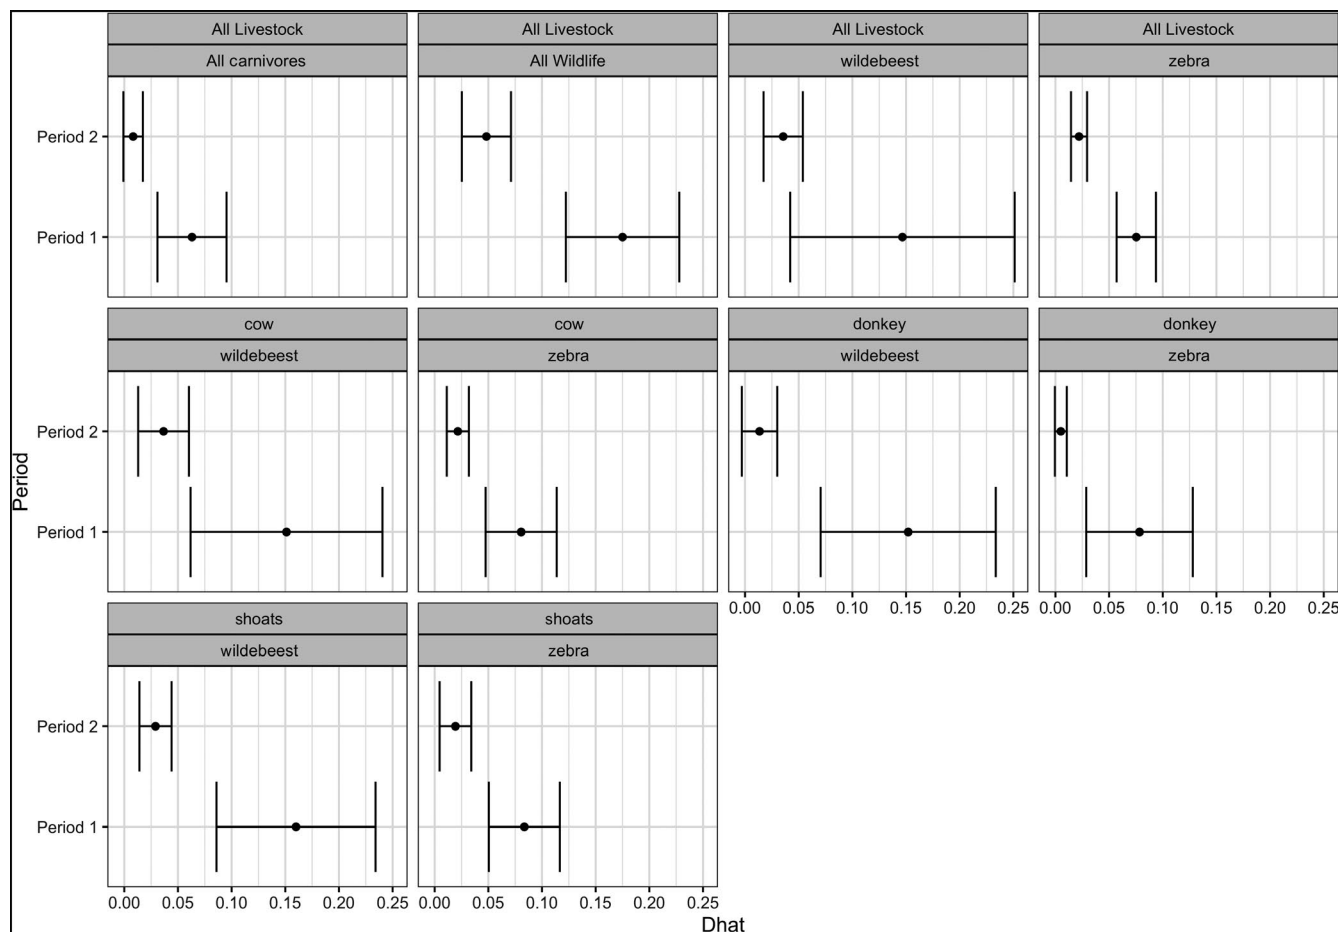 All Livestock All Livestock All Livestock All Livestock
All carnivores All Wildlife wildebeest zebra
Period 2
Period 1
cow cow donkey donkey
wildebeest zebra wildebeest zebra
Period 2
Period 1
0.00 0.05 0.10 0.15 0.20 0.25 0.00 0.05 0.10 0.15 0.20 0.25
shoats shoats
wildebeest zebra
Period 2
Period 1
0.00 0.05 0.10 0.15 0.20 0.25 0.00 0.05 0.10 0.15 0.20 0.25
Period
Dhat